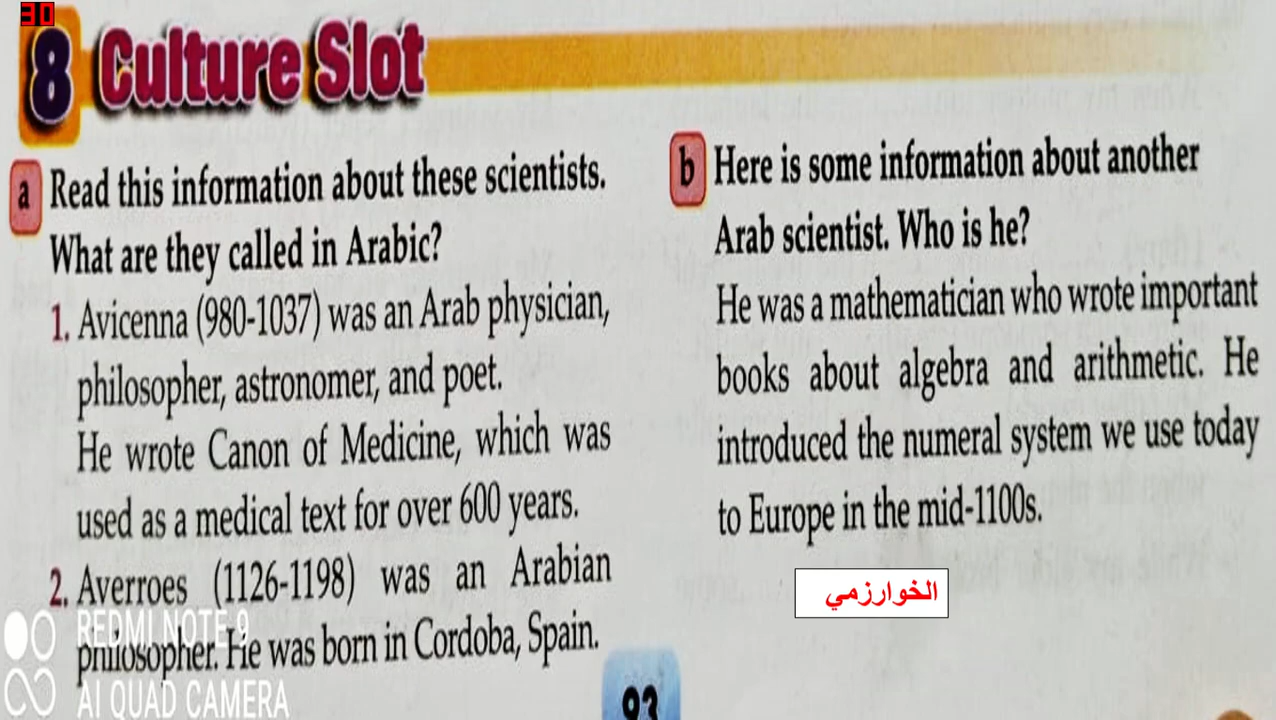 30
8 Culture Slot
a Read this information about these scientists.
What are they called in Arabic?
1. Avicenna (980-1037) was an Arab physician,
philosopher, astronomer, and poet.
He wrote Canon of Medicine, which was
used as a medical text for over 600 years.
2. Averroes (1126-1198) was an Arabian
philosopher. He was born in Cordoba, Spain.
b Here is some information about another
Arab scientist. Who is he?
He was a mathematician who wrote important
books about algebra and arithmetic. He
introduced the numeral system we use today
to Europe in the mid-1100s.
الخوارزمي
REDMI NOTE 9
AI QUAD CAMERA
93